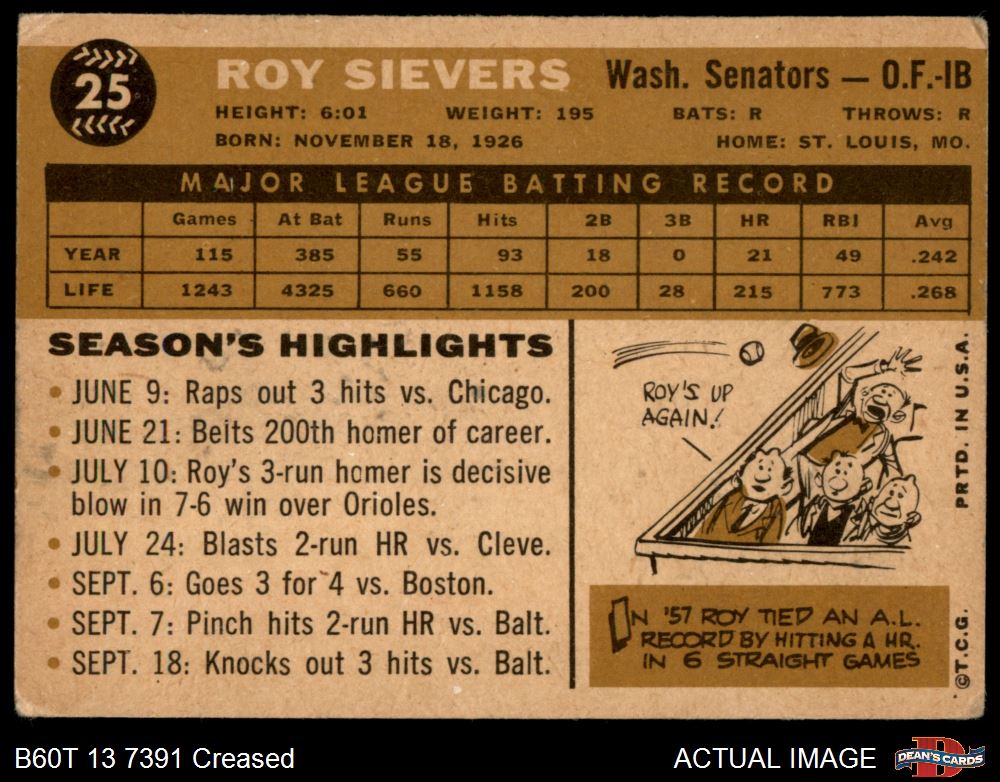 25
ROY SIEVERS Wash. Senators — O.F.-1B
HEIGHT: 6:01 WEIGHT: 195 BATS: R THROWS: R
BORN: NOVEMBER 18, 1926 HOME: ST. LOUIS, MO.
MAJOR LEAGUE BATTING RECORD
Games At Bat Runs Hits 2B 3B HR RBI Avg
YEAR 115 385 55 93 18 0 21 49 .242
LIFE 1243 4325 660 1158 200 28 215 773 .268
SEASON'S HIGHLIGHTS
• JUNE 9: Raps out 3 hits vs. Chicago.
• JUNE 21: Belts 200th homer of career.
• JULY 10: Roy's 3-run homer is decisive
blow in 7-6 win over Orioles.
• JULY 24: Blasts 2-run HR vs. Cleve.
• SEPT. 6: Goes 3 for 4 vs. Boston.
• SEPT. 7: Pinch hits 2-run HR vs. Balt.
• SEPT. 18: Knocks out 3 hits vs. Balt.
ROY'S UP
AGAIN!
IN '57 ROY TIED AN A.L.
RECORD BY HITTING A HR.
IN 6 STRAIGHT GAMES
©T.C.G. PRTD. IN U.S.A.
B60T 13 7391 Creased
ACTUAL IMAGE
D
DEAN'S CARDS